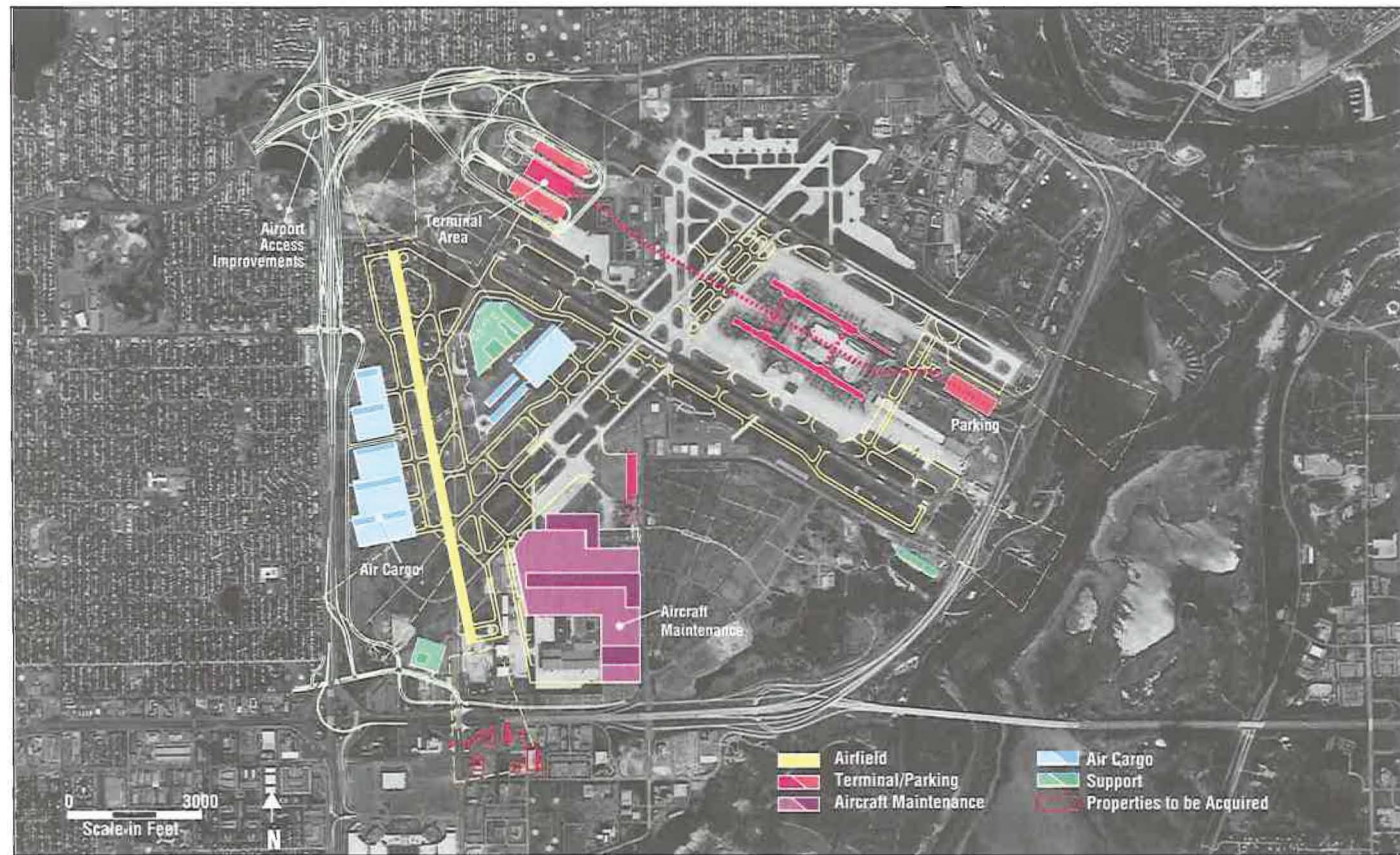 Airport
Access
Improvements
Terminal
Area
Parking
Air Cargo
Aircraft
Maintenance
0 3000
Scale in Feet
N
Airfield
Terminal/Parking
Aircraft Maintenance
Air Cargo
Support
Properties to be Acquired